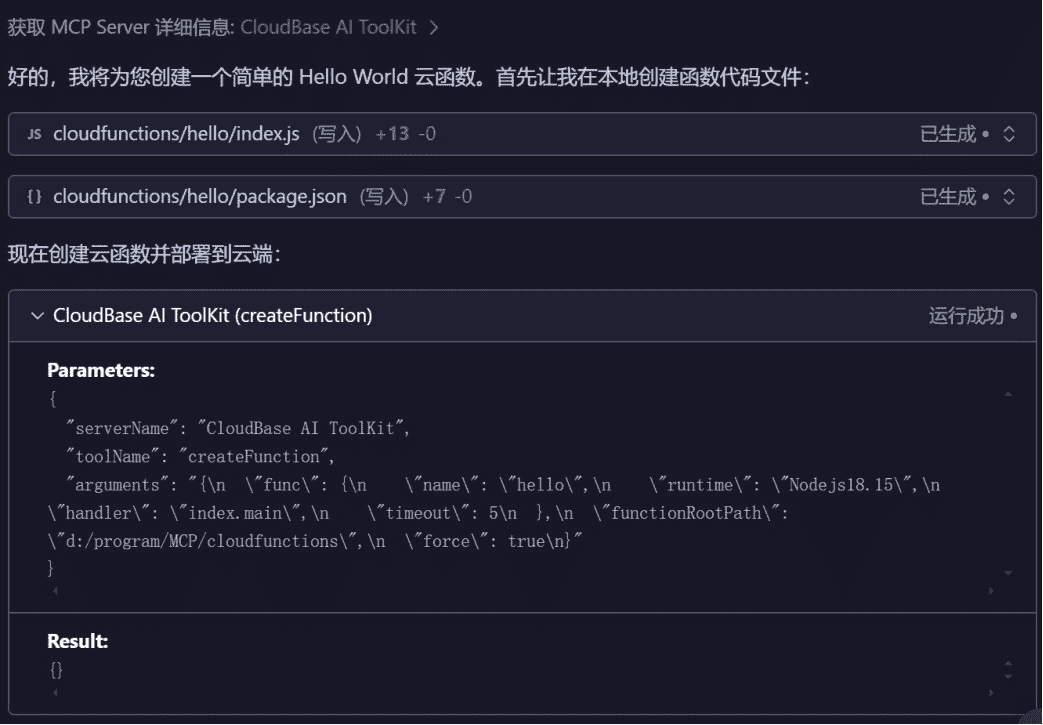 获取 MCP Server 详细信息: CloudBase AI ToolKit >
好的，我将为您创建一个简单的 Hello World 云函数。首先让我在本地创建函数代码文件：
JS cloudfunctions/hello/index.js (写入) +13 -0 已生成 •
{} cloudfunctions/hello/package.json (写入) +7 -0 已生成 •
现在创建云函数并部署到云端：
CloudBase AI ToolKit (createFunction) 运行成功 •
Parameters:
{
  "serverName": "CloudBase AI ToolKit",
  "toolName": "createFunction",
  "arguments": "{\n  \"func\": {\n    \"name\": \"hello\",\n    \"runtime\": \"Nodejs18.15\",\n
\"handler\": \"index.main\",\n    \"timeout\": 5\n  },\n  \"functionRootPath\":
\"d:/program/MCP/cloudfunctions\",\n  \"force\": true\n}"
}
Result:
{}